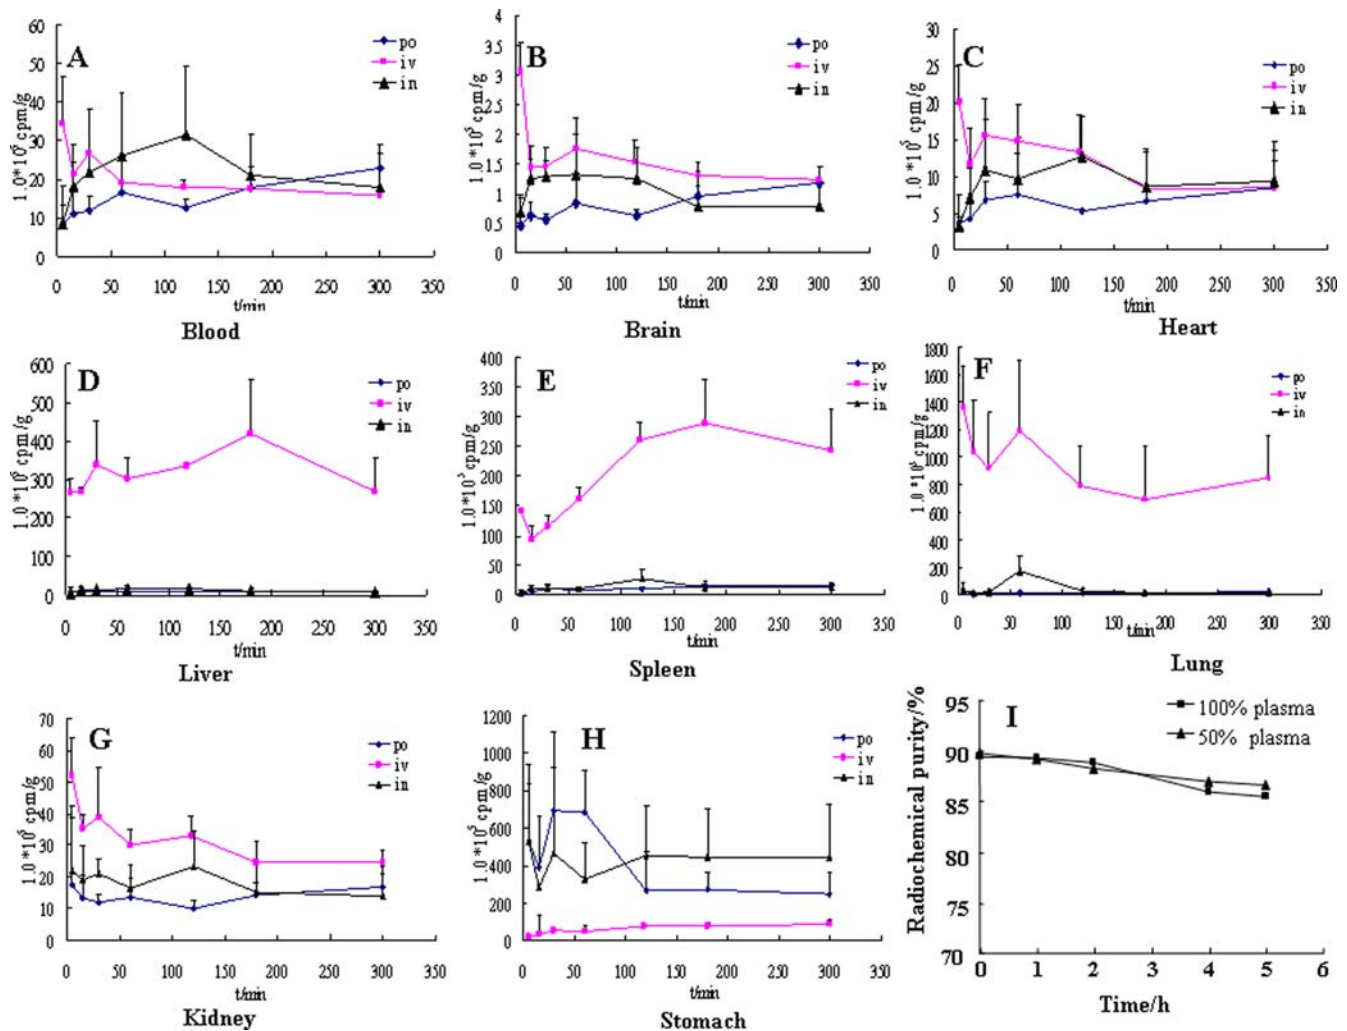 A
1.0*10⁵ cpm/g
60
50
40
30
20
10
0
po
iv
in
0 50 100 150 200 250 300 350
t/min
Blood
B
1.0*10⁵ cpm/g
4
3.5
3
2.5
2
1.5
1
0.5
0
po
iv
in
0 50 100 150 200 250 300 350
t/min
Brain
C
1.0*10⁵ cpm/g
30
25
20
15
10
5
0
po
iv
in
0 50 100 150 200 250 300 350
t/min
Heart
D
1.0*10⁵ cpm/g
600
500
400
300
200
100
0
po
iv
in
0 50 100 150 200 250 300 350
t/min
Liver
E
1.0*10⁵ cpm/g
400
350
300
250
200
150
100
50
0
po
iv
in
0 50 100 150 200 250 300 350
t/min
Spleen
F
1.0*10⁵ cpm/g
1800
1600
1400
1200
1000
800
600
400
200
0
po
iv
in
0 50 100 150 200 250 300 350
t/min
Lung
G
1.0*10⁵ cpm/g
70
60
50
40
30
20
10
0
po
iv
in
0 50 100 150 200 250 300 350
t/min
Kidney
H
1.0*10⁵ cpm/g
1200
1000
800
600
400
200
0
po
iv
in
0 50 100 150 200 250 300 350
t/min
Stomach
I
Radiochemical purity/%
95
90
85
80
75
70
100% plasma
50% plasma
0 1 2 3 4 5 6
Time/h